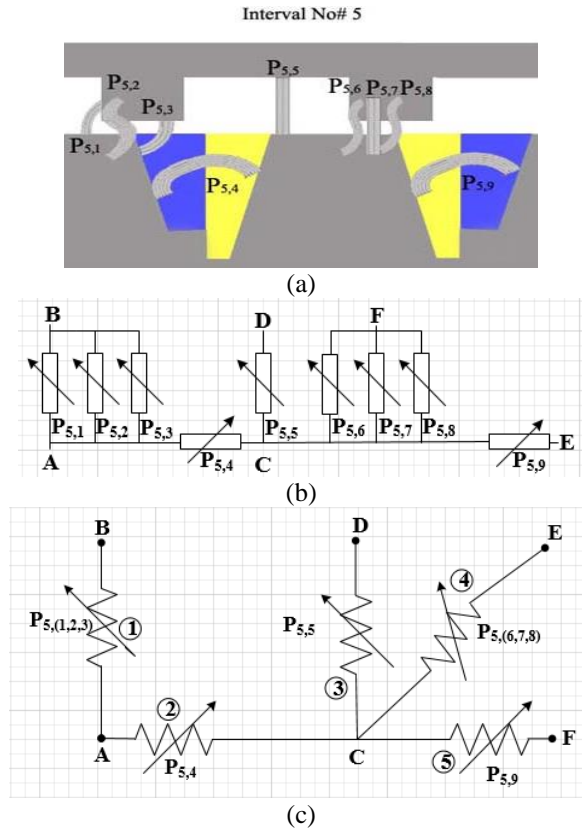 Interval No# 5
P5,2 P5,5 P5,6 P5,7 P5,8
P5,3
P5,1
P5,4 P5,9
(a)
B D F
P5,1 P5,2 P5,3 P5,5 P5,6 P5,7 P5,8
A P5,4 C P5,9 E
(b)
B D E
④
P5,(1,2,3) ① P5,5 P5,(6,7,8)
② ③
A C F
P5,4 ⑤ P5,9
(c)